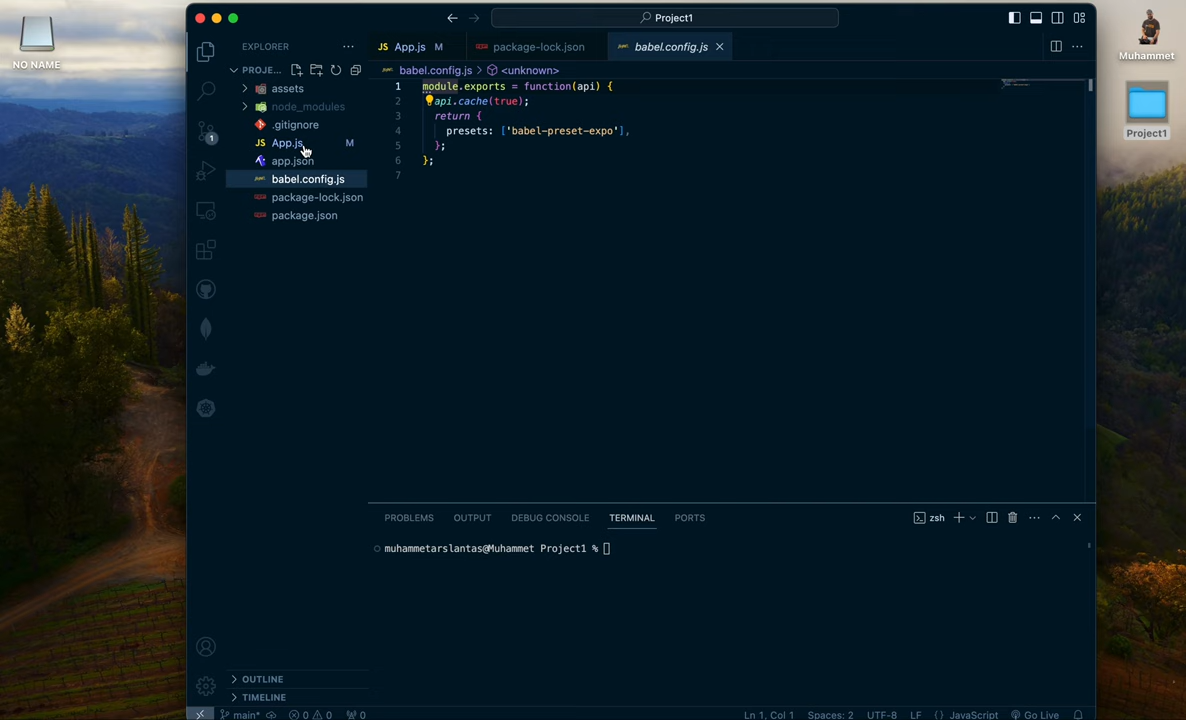 NO NAME
Muhammet
Project1
Project1
EXPLORER
PROJE...
assets
node_modules
.gitignore
JS App.js M
app.json
babel.config.js
package-lock.json
package.json
1
OUTLINE
TIMELINE
JS App.js M
package-lock.json
babel.config.js
babel.config.js > <unknown>
1 module.exports = function(api) {
2 api.cache(true);
3 return {
4 presets: ['babel-preset-expo'],
5 };
6 };
7
PROBLEMS OUTPUT DEBUG CONSOLE TERMINAL PORTS
zsh
muhammetarslantas@Muhammet Project1 %
main* 0 0 0 Ln 1, Col 1 Spaces: 2 UTF-8 LF {} JavaScript Go Live